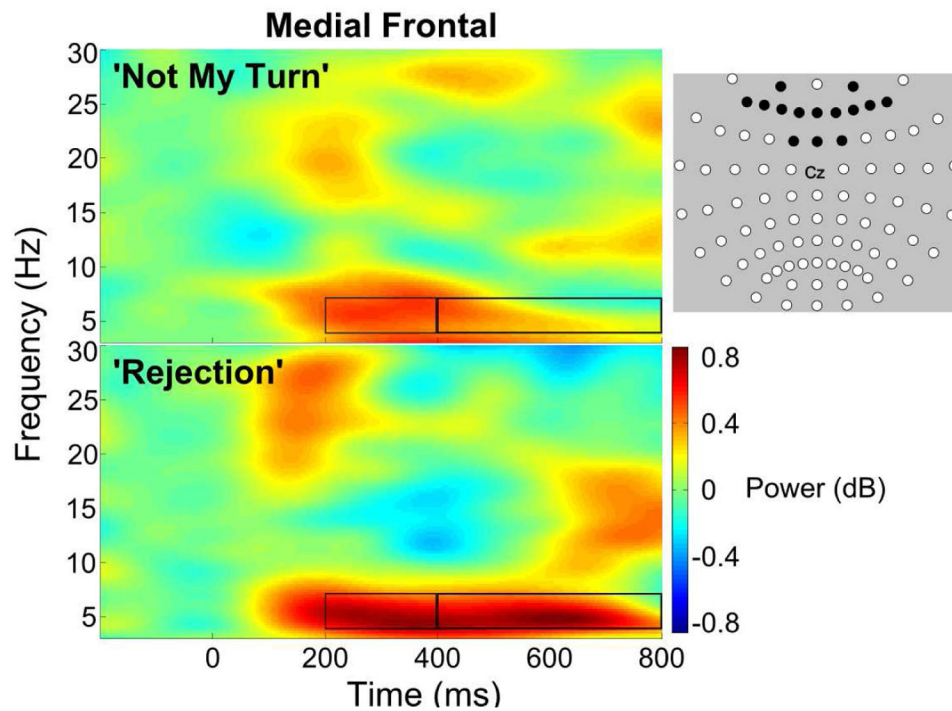 Medial Frontal
30
25
20
15
10
5
'Not My Turn'
Cz
Frequency (Hz)
30
25
20
15
10
5
'Rejection'
0.8
0.4
0
-0.4
-0.8
Power (dB)
0 200 400 600 800
Time (ms)